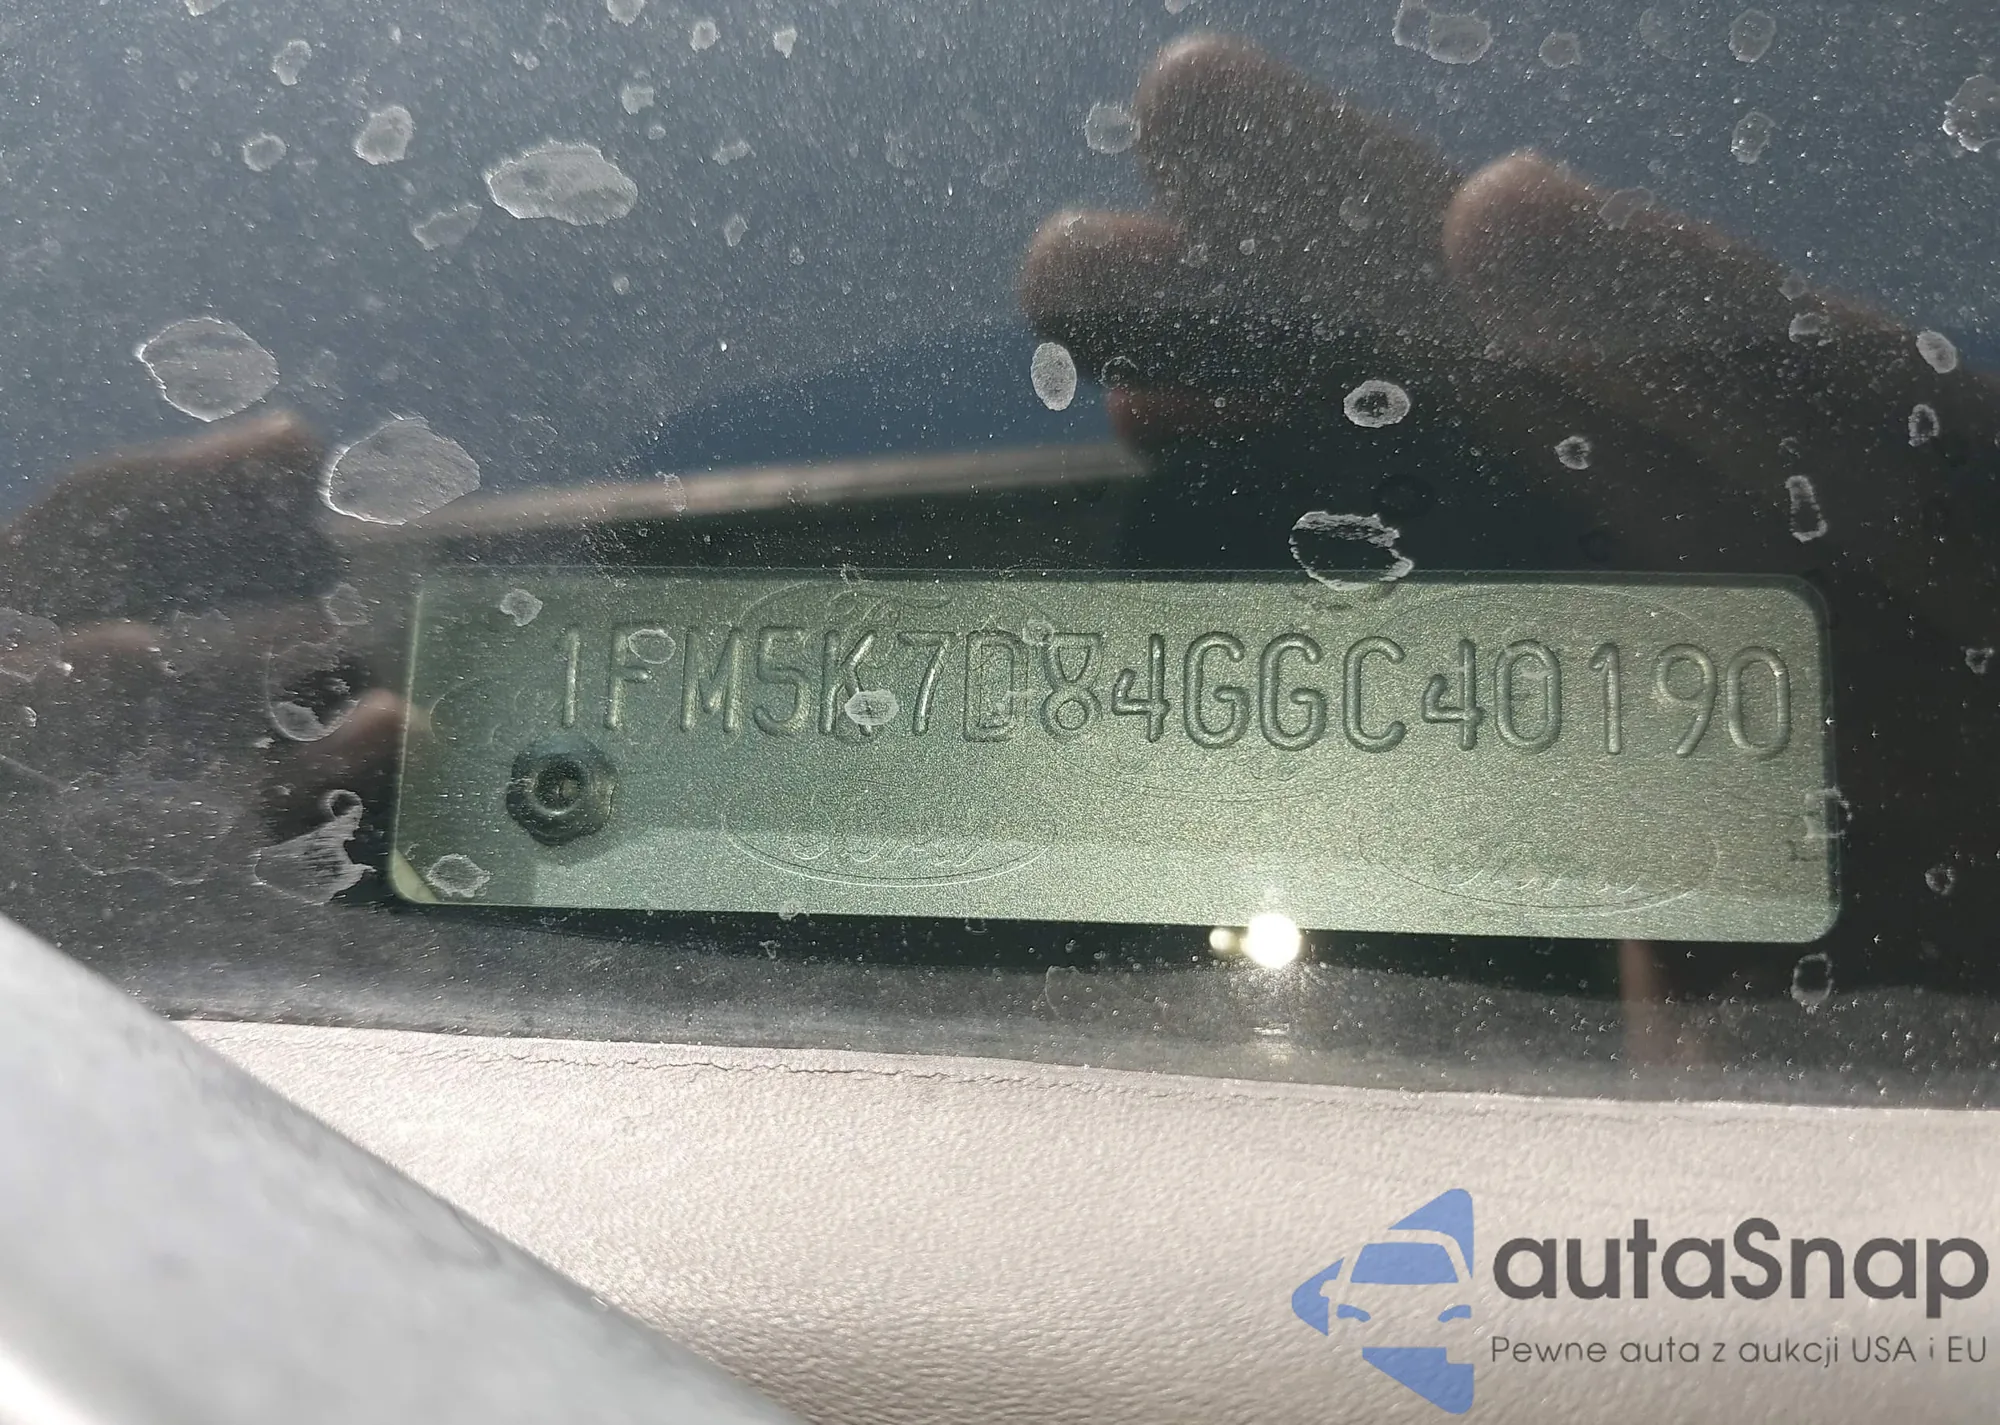 1FM5K7D84GGC40190
autaSnap
Pewne auta z aukcji USA i EU